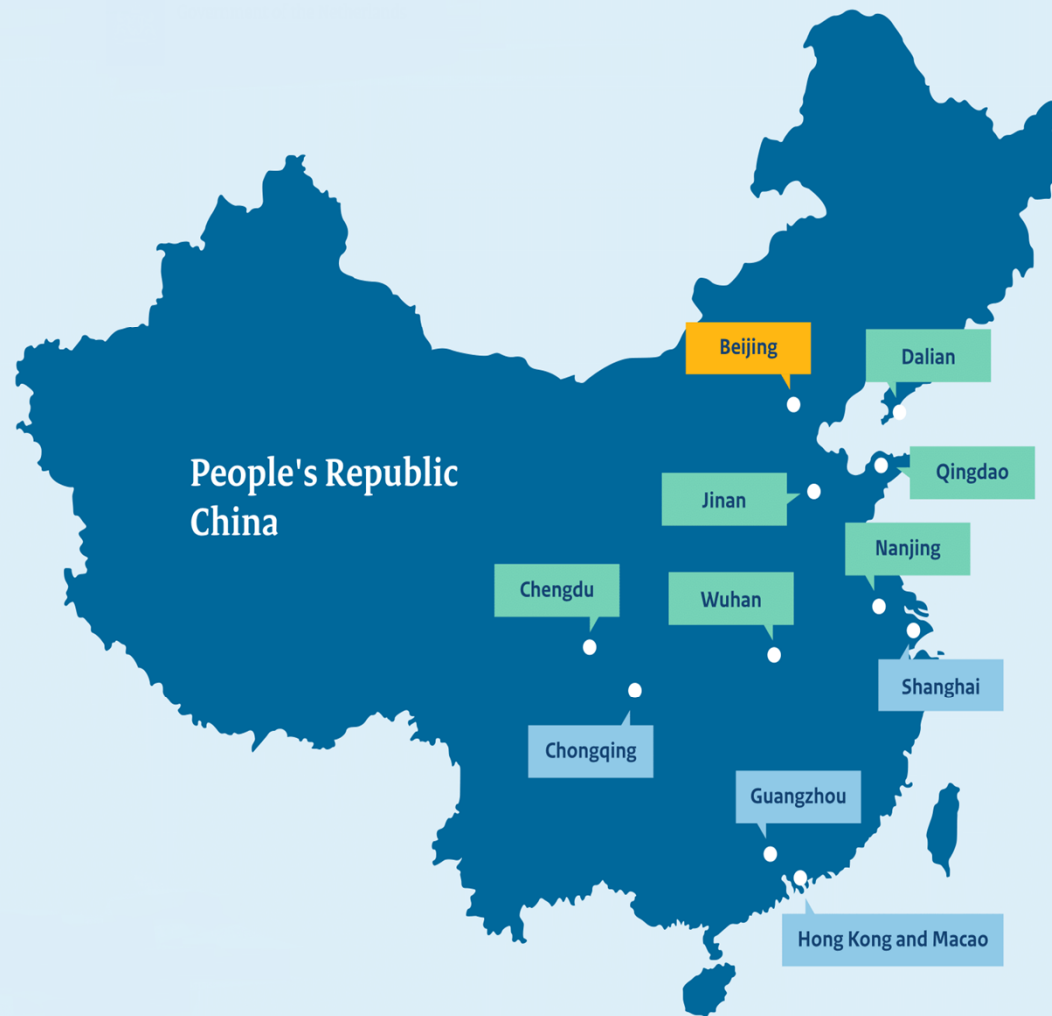 Beijing
Dalian
People's Republic
China
Qingdao
Jinan
Nanjing
Chengdu
Wuhan
Shanghai
Chongqing
Guangzhou
Hong Kong and Macao